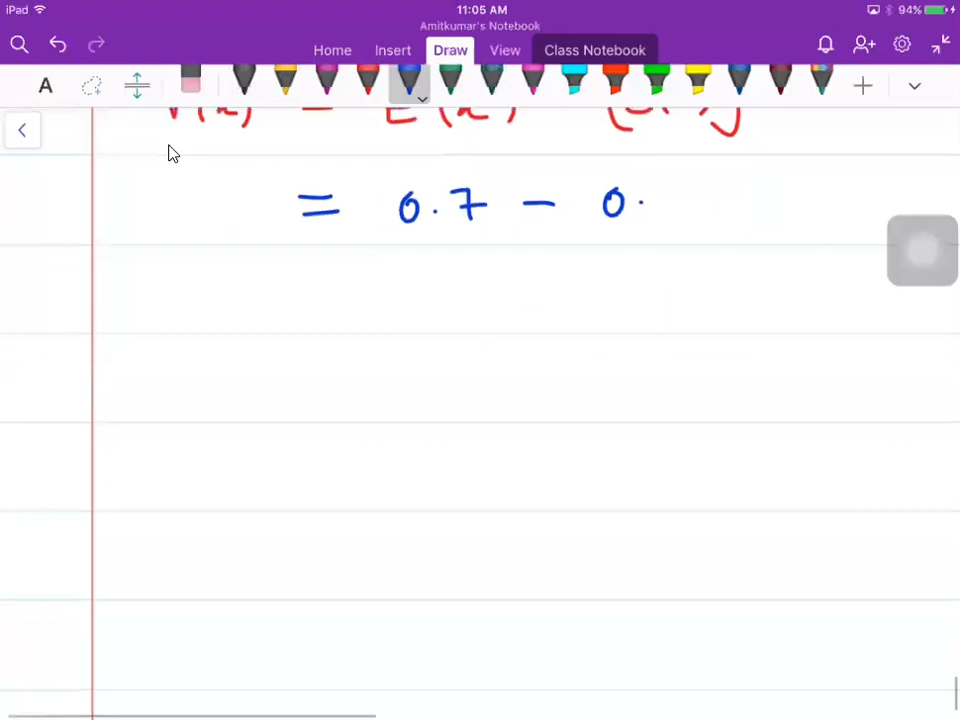 iPad 11:05 AM 94%
Amitkumar's Notebook
Home Insert Draw View Class Notebook
A
= 0.7 - 0.